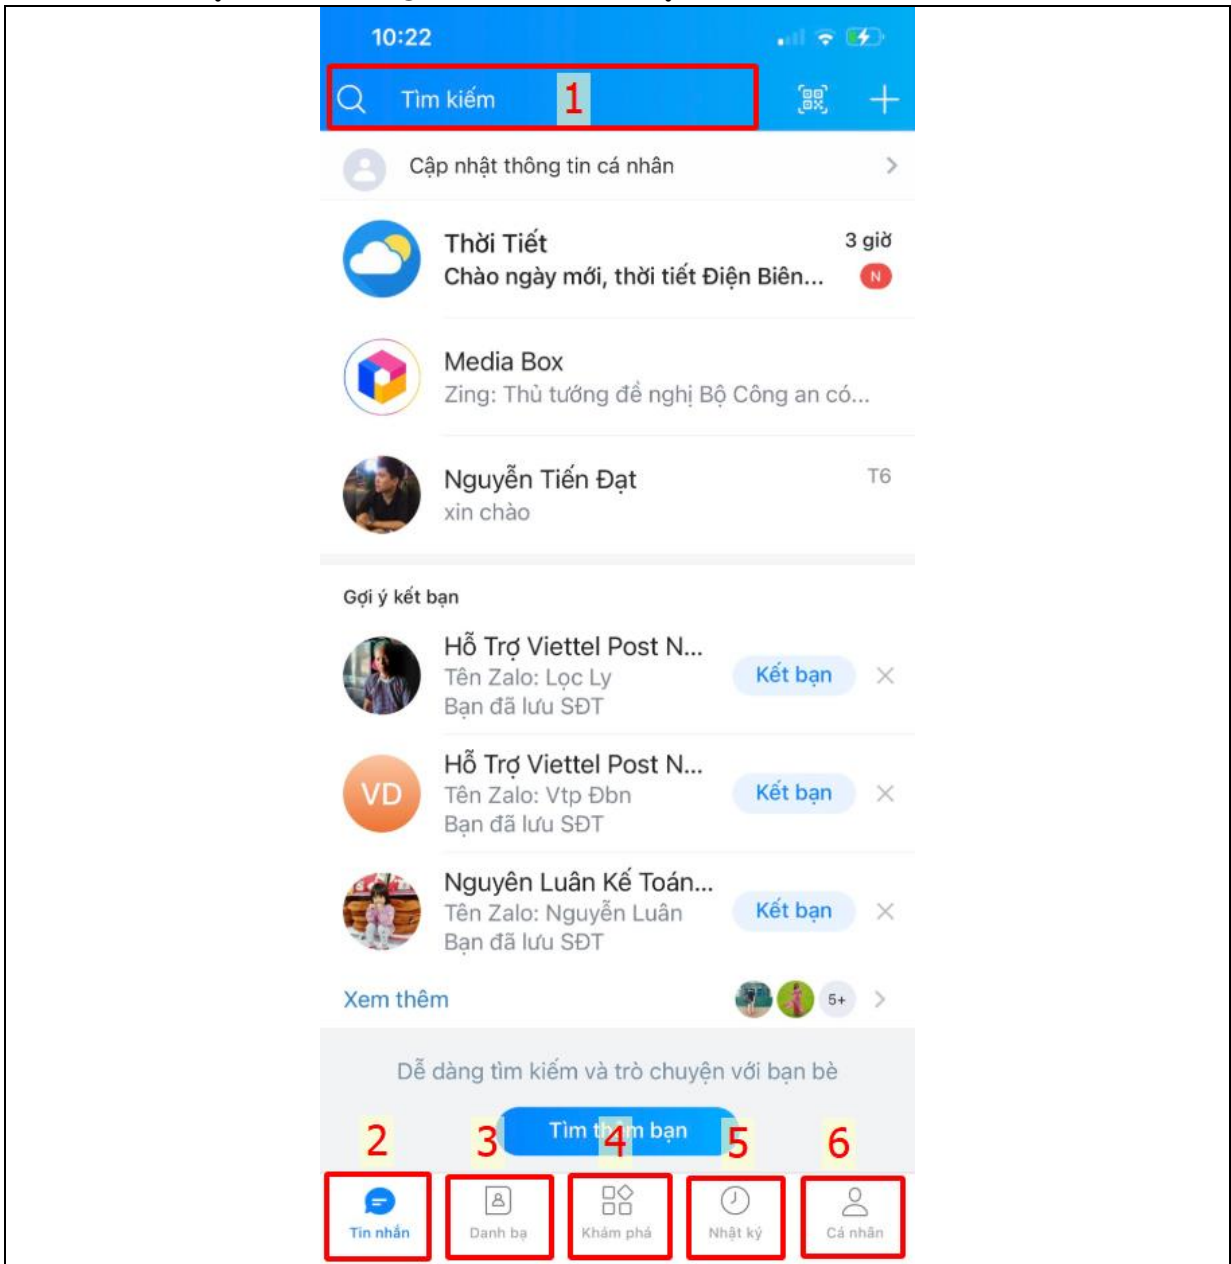 10:22
Tìm kiếm
1
Cập nhật thông tin cá nhân
Thời Tiết
3 giờ
Chào ngày mới, thời tiết Điện Biên...
N
Media Box
Zing: Thủ tướng đề nghị Bộ Công an có...
Nguyễn Tiến Đạt
T6
xin chào
Gợi ý kết bạn
Hỗ Trợ Viettel Post N...
Tên Zalo: Lọc Ly
Bạn đã lưu SĐT
Kết bạn
VD
Hỗ Trợ Viettel Post N...
Tên Zalo: Vtp Đbn
Bạn đã lưu SĐT
Kết bạn
Nguyên Luân Kế Toán...
Tên Zalo: Nguyễn Luân
Bạn đã lưu SĐT
Kết bạn
Xem thêm
5+
Dễ dàng tìm kiếm và trò chuyện với bạn bè
Tìm thêm bạn
2
3
4
5
6
Tin nhắn
Danh bạ
Khám phá
Nhật ký
Cá nhân